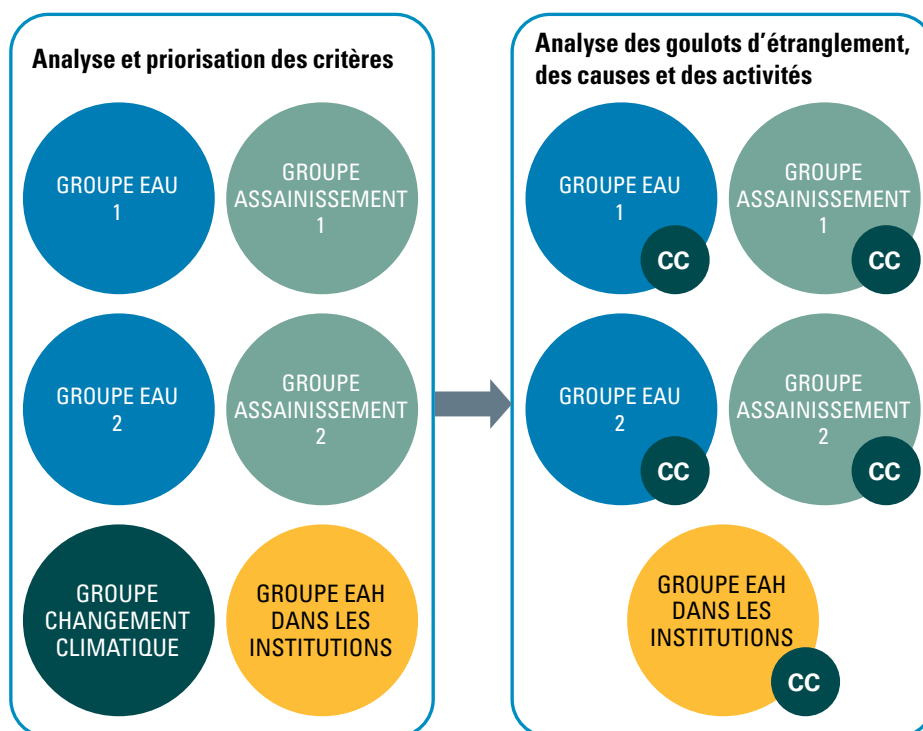 Analyse et priorisation des critères
GROUPE EAU
1
GROUPE
ASSAINISSEMENT
1
GROUPE EAU
2
GROUPE
ASSAINISSEMENT
2
GROUPE
CHANGEMENT
CLIMATIQUE
GROUPE EAH
DANS LES
INSTITUTIONS
Analyse des goulots d’étranglement,
des causes et des activités
GROUPE EAU
1
CC
GROUPE
ASSAINISSEMENT
1
CC
GROUPE EAU
2
CC
GROUPE
ASSAINISSEMENT
2
CC
GROUPE EAH
DANS LES
INSTITUTIONS
CC